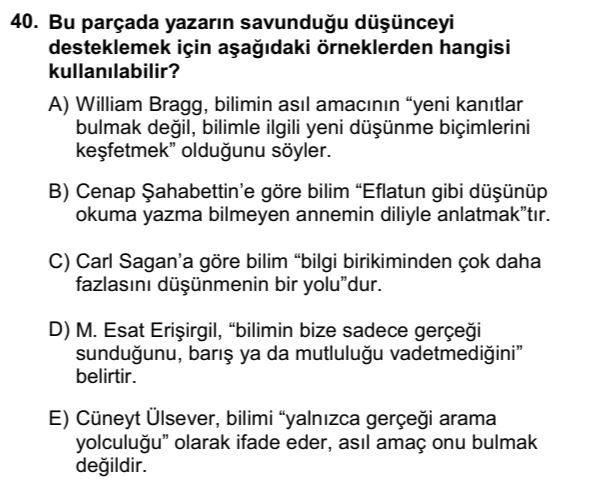 40. Bu parçada yazarın savunduğu düşünceyi
desteklemek için aşağıdaki örneklerden hangisi
kullanılabilir?
A) William Bragg, bilimin asıl amacının “yeni kanıtlar
bulmak değil, bilimle ilgili yeni düşünme biçimlerini
keşfetmek” olduğunu söyler.
B) Cenap Şahabettin’e göre bilim “Eflatun gibi düşünüp
okuma yazma bilmeyen annemin diliyle anlatmak”tır.
C) Carl Sagan’a göre bilim “bilgi birikiminden çok daha
fazlasını düşünmenin bir yolu”dur.
D) M. Esat Erişirgil, “bilimin bize sadece gerçeği
sunduğunu, barış ya da mutluluğu vadetmediğini”
belirtir.
E) Cüneyt Ülsever, bilimi “yalnızca gerçeği arama
yolculuğu” olarak ifade eder, asıl amaç onu bulmak
değildir.